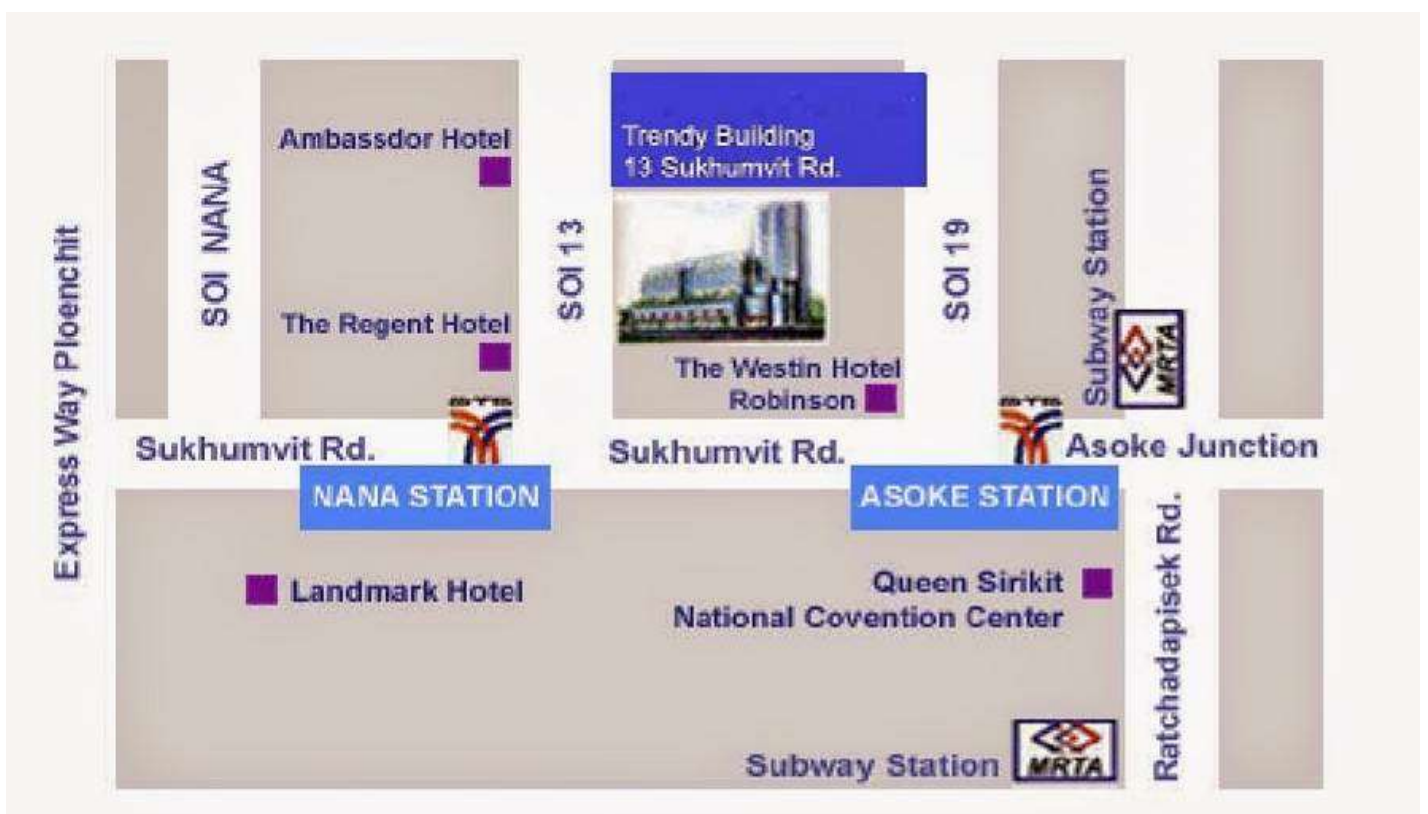 Ambassdor Hotel
Trendy Building
13 Sukhumvit Rd.
SOI NANA
SOI 13
SOI 19
Subway Station
MRTA
Express Way Ploenchit
The Regent Hotel
The Westin Hotel
Robinson
Sukhumvit Rd.
Sukhumvit Rd.
Asoke Junction
NANA STATION
ASOKE STATION
Landmark Hotel
Queen Sirikit
National Covention Center
Ratchadapisek Rd.
Subway Station
MRTA